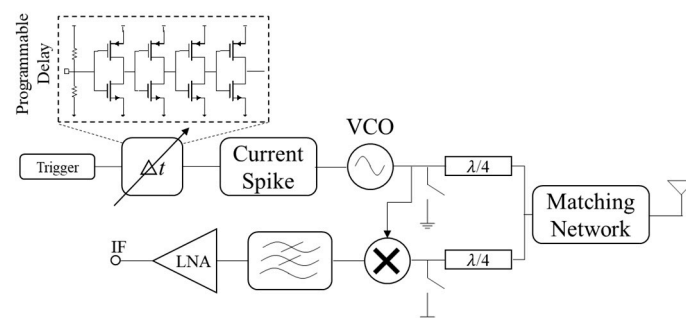 Programmable
Delay
VCO
Trigger
Δt
Current
Spike
λ/4
Matching
Network
IF
LNA
λ/4